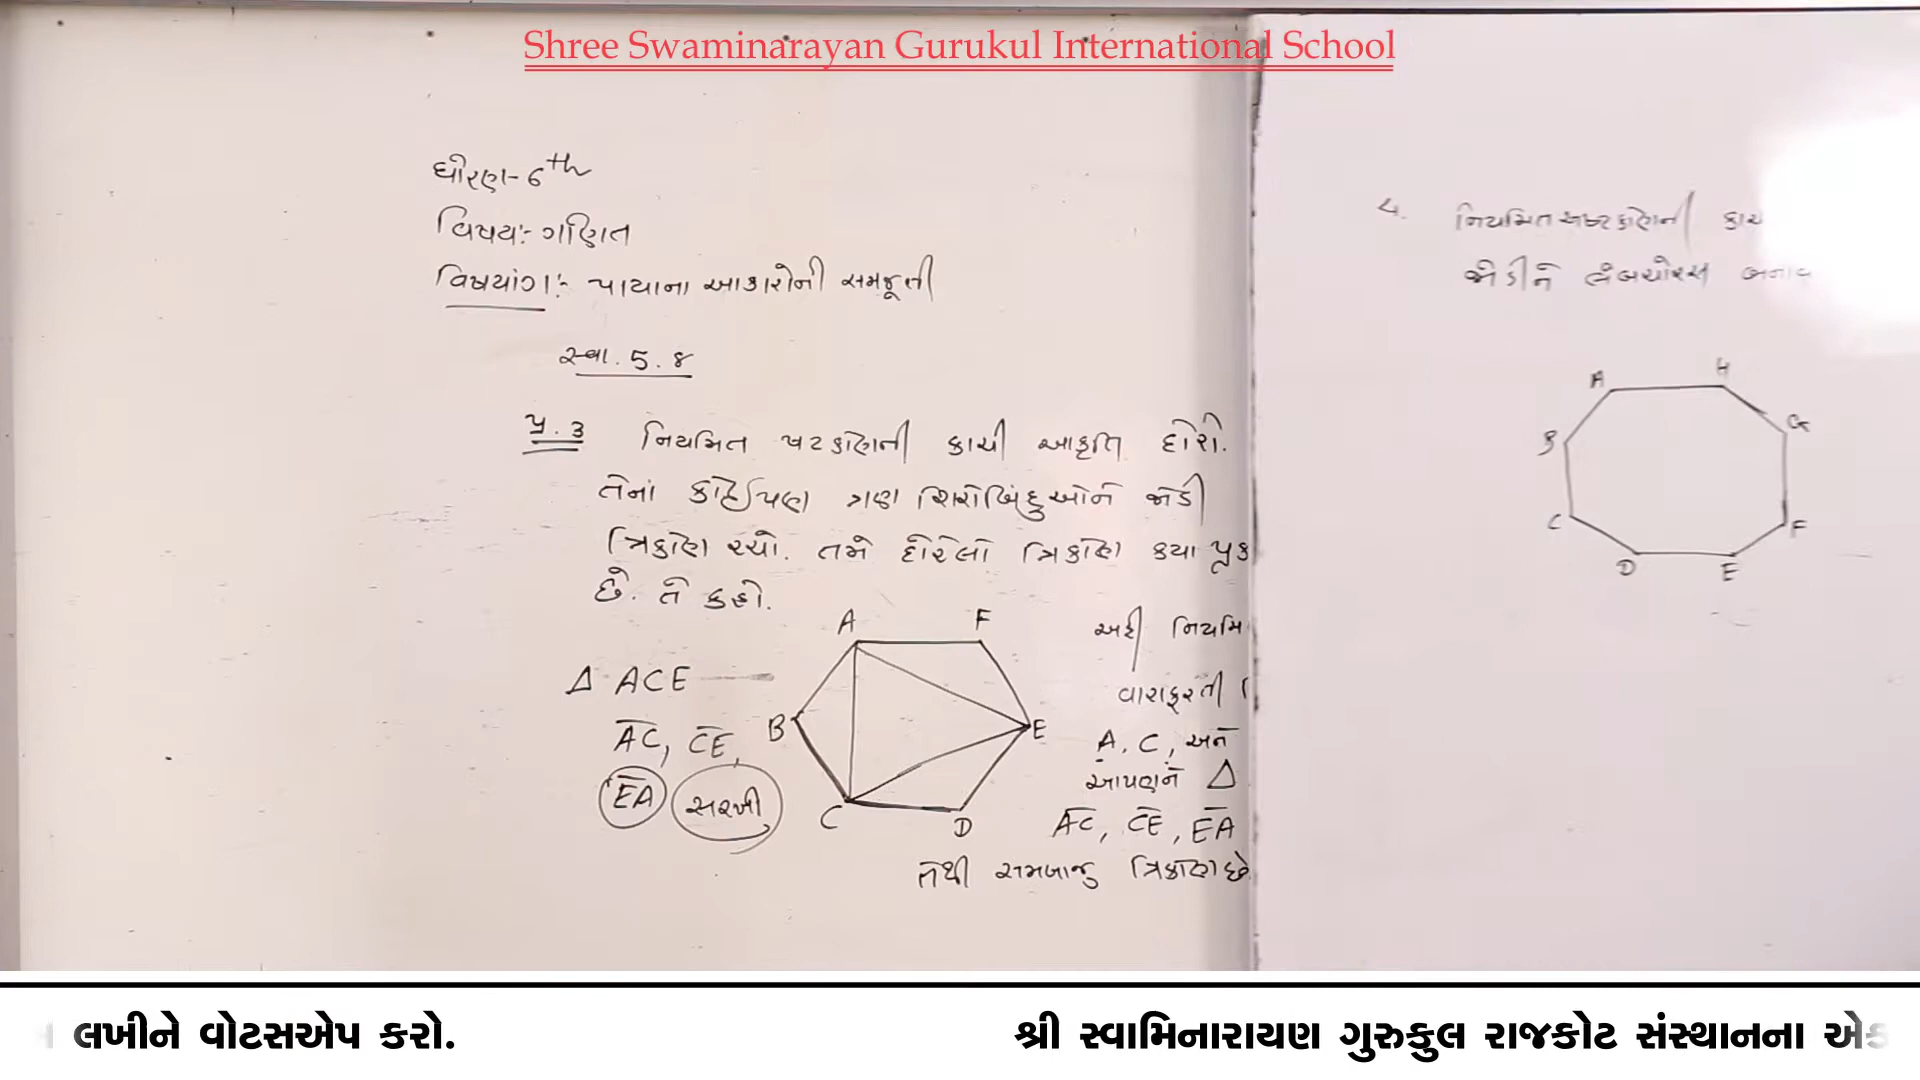 Shree Swaminarayan Gurukul International School
ધોરણ-6th
વિષય:- ગણિત
વિષયાંગ:- પાયાના આકારોની સમજૂતી
સ્વા. 5.8
પ્ર. 3 નિયમિત ષટકોણની કાચી આકૃતિ દોરો.
તેનાં કોઈપણ ત્રણ શિરોબિંદુઓને જોડી
ત્રિકોણ રચો. તમે દોરેલો ત્રિકોણ કયા પ્રક
છે. તે કહો.
A F
B E
C D
Δ ACE
AC, CE,
EA સરખી
અહીં નિયમિ
વારાફરતી
A, C, અને
આપણને Δ
AC, CE, EA
તેથી સમબાજુ ત્રિકોણ છે
4. નિયમિત અષ્ટકોણની કાચ
જોડીને લંબચોરસ બનાવ
A H
B G
C F
D E
લખીને વોટસએપ કરો.
શ્રી સ્વામિનારાયણ ગુરુકુલ રાજકોટ સંસ્થાનના એક